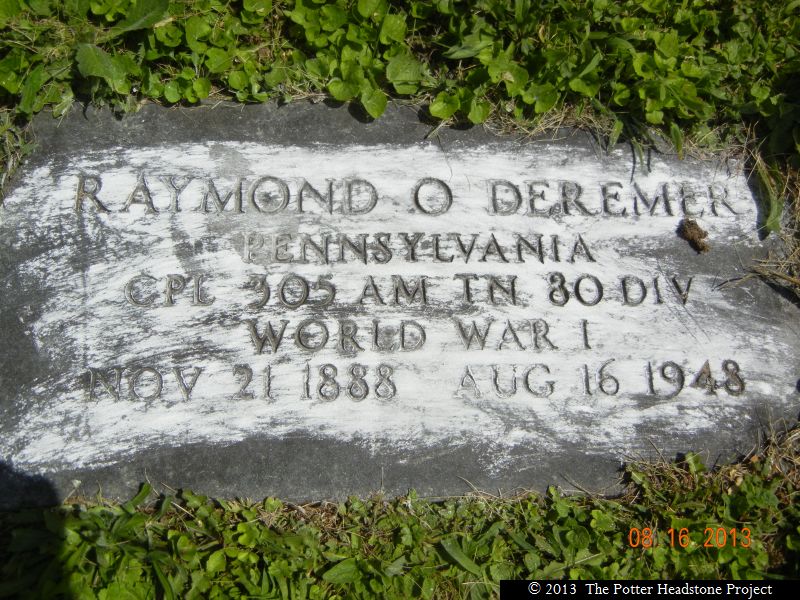 RAYMOND O DEREMER
PENNSYLVANIA
CPL 305 AM TN 80 DIV
WORLD WAR I
NOV 21 1888 AUG 16 1948
08.16.2013
© 2013 The Potter Headstone Project